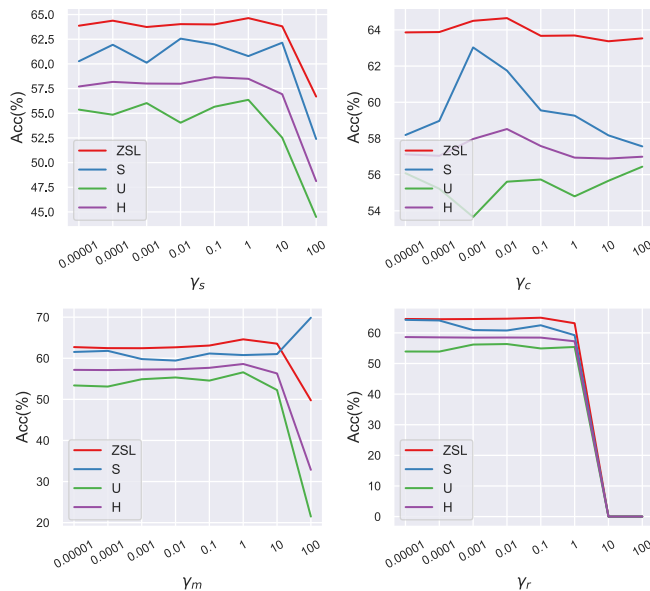 65.0
62.5
60.0
57.5
55.0
52.5
50.0
47.5
45.0
Acc(%)
ZSL
S
U
H
0.00001
0.0001
0.001
0.01
0.1
1
10
100
γs
64
62
60
58
56
54
Acc(%)
ZSL
S
U
H
0.00001
0.0001
0.001
0.01
0.1
1
10
100
γc
70
60
50
40
30
20
Acc(%)
ZSL
S
U
H
0.00001
0.0001
0.001
0.01
0.1
1
10
100
γm
60
50
40
30
20
10
0
Acc(%)
ZSL
S
U
H
0.00001
0.0001
0.001
0.01
0.1
1
10
100
γr